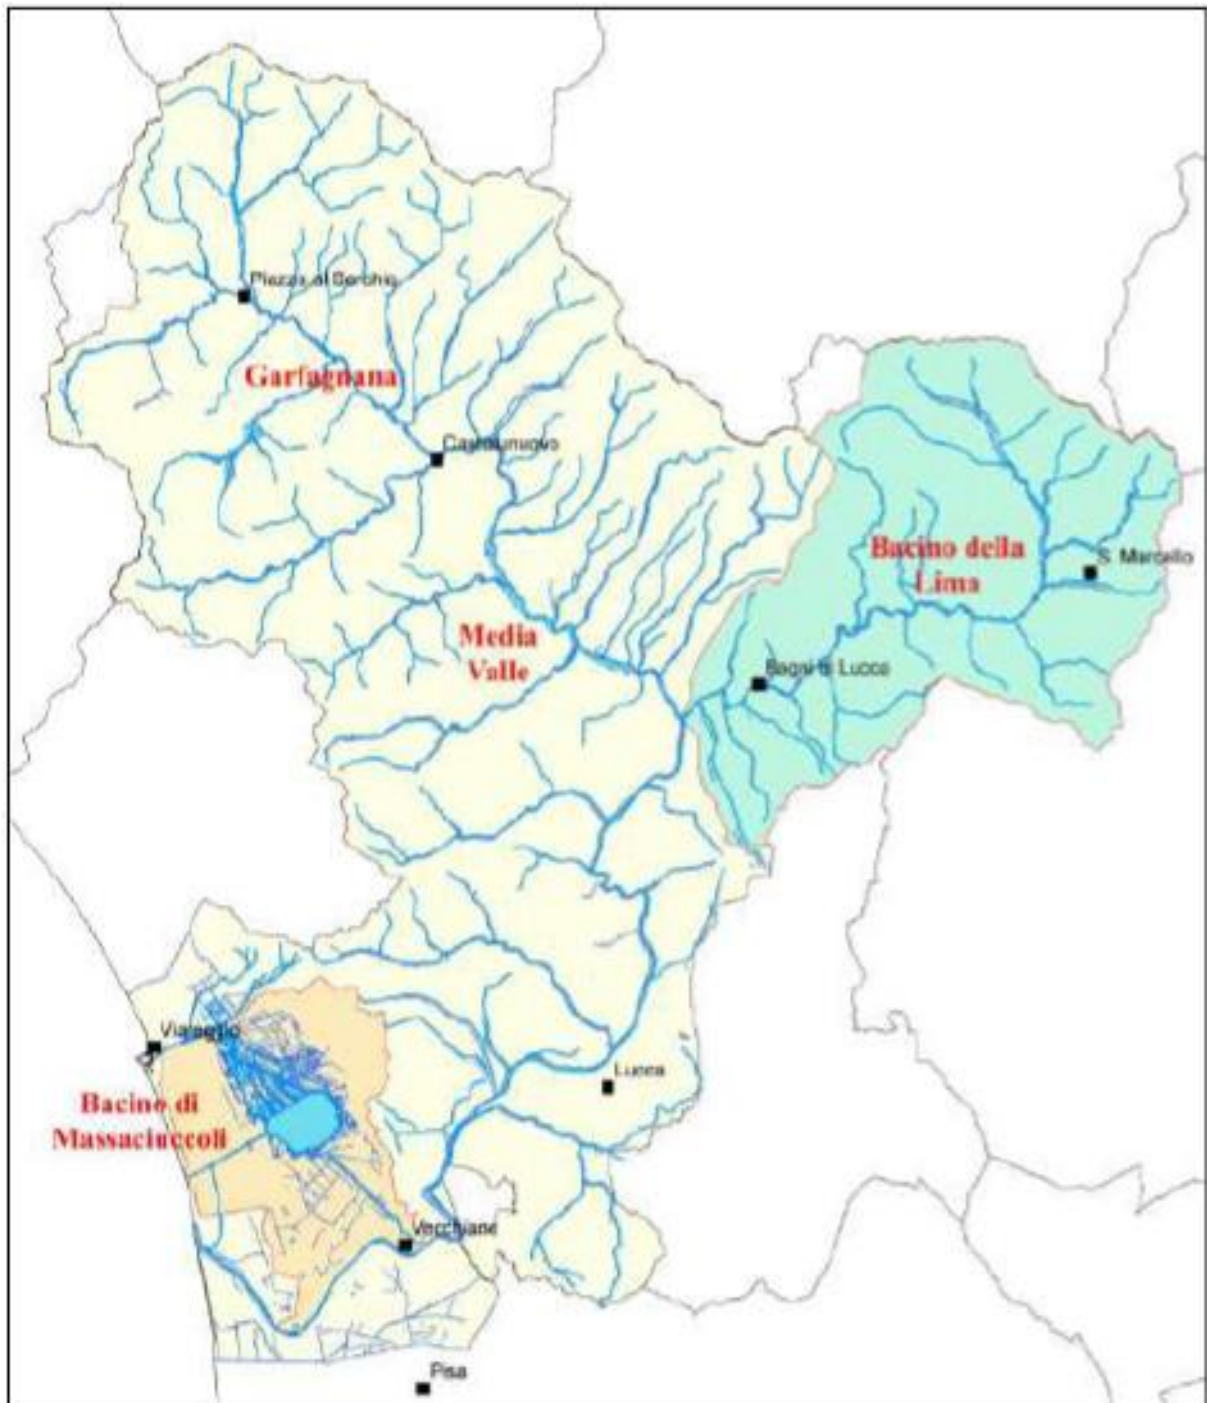 Piazza al Serchio
Garfagnana
Castelnuovo
Bacino della
Lima
S. Marcello
Media
Valle
Bagni di Lucca
Viareggio
Lucca
Bacino di
Massaciuccoli
Vecchiano
Pisa